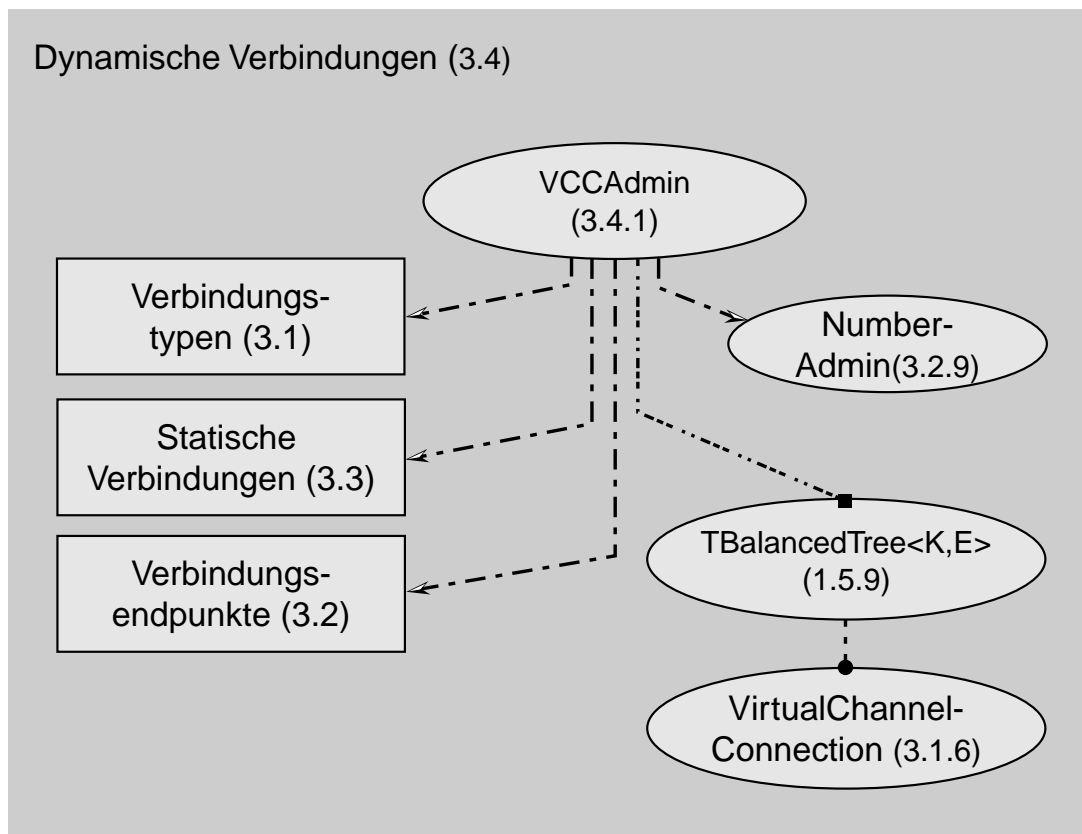 Dynamische Verbindungen (3.4)
VCCAdmin
(3.4.1)
Verbindungs-
typen (3.1)
Number-
Admin(3.2.9)
Statische
Verbindungen (3.3)
TBalancedTree<K,E>
(1.5.9)
Verbindungs-
endpunkte (3.2)
VirtualChannel-
Connection (3.1.6)